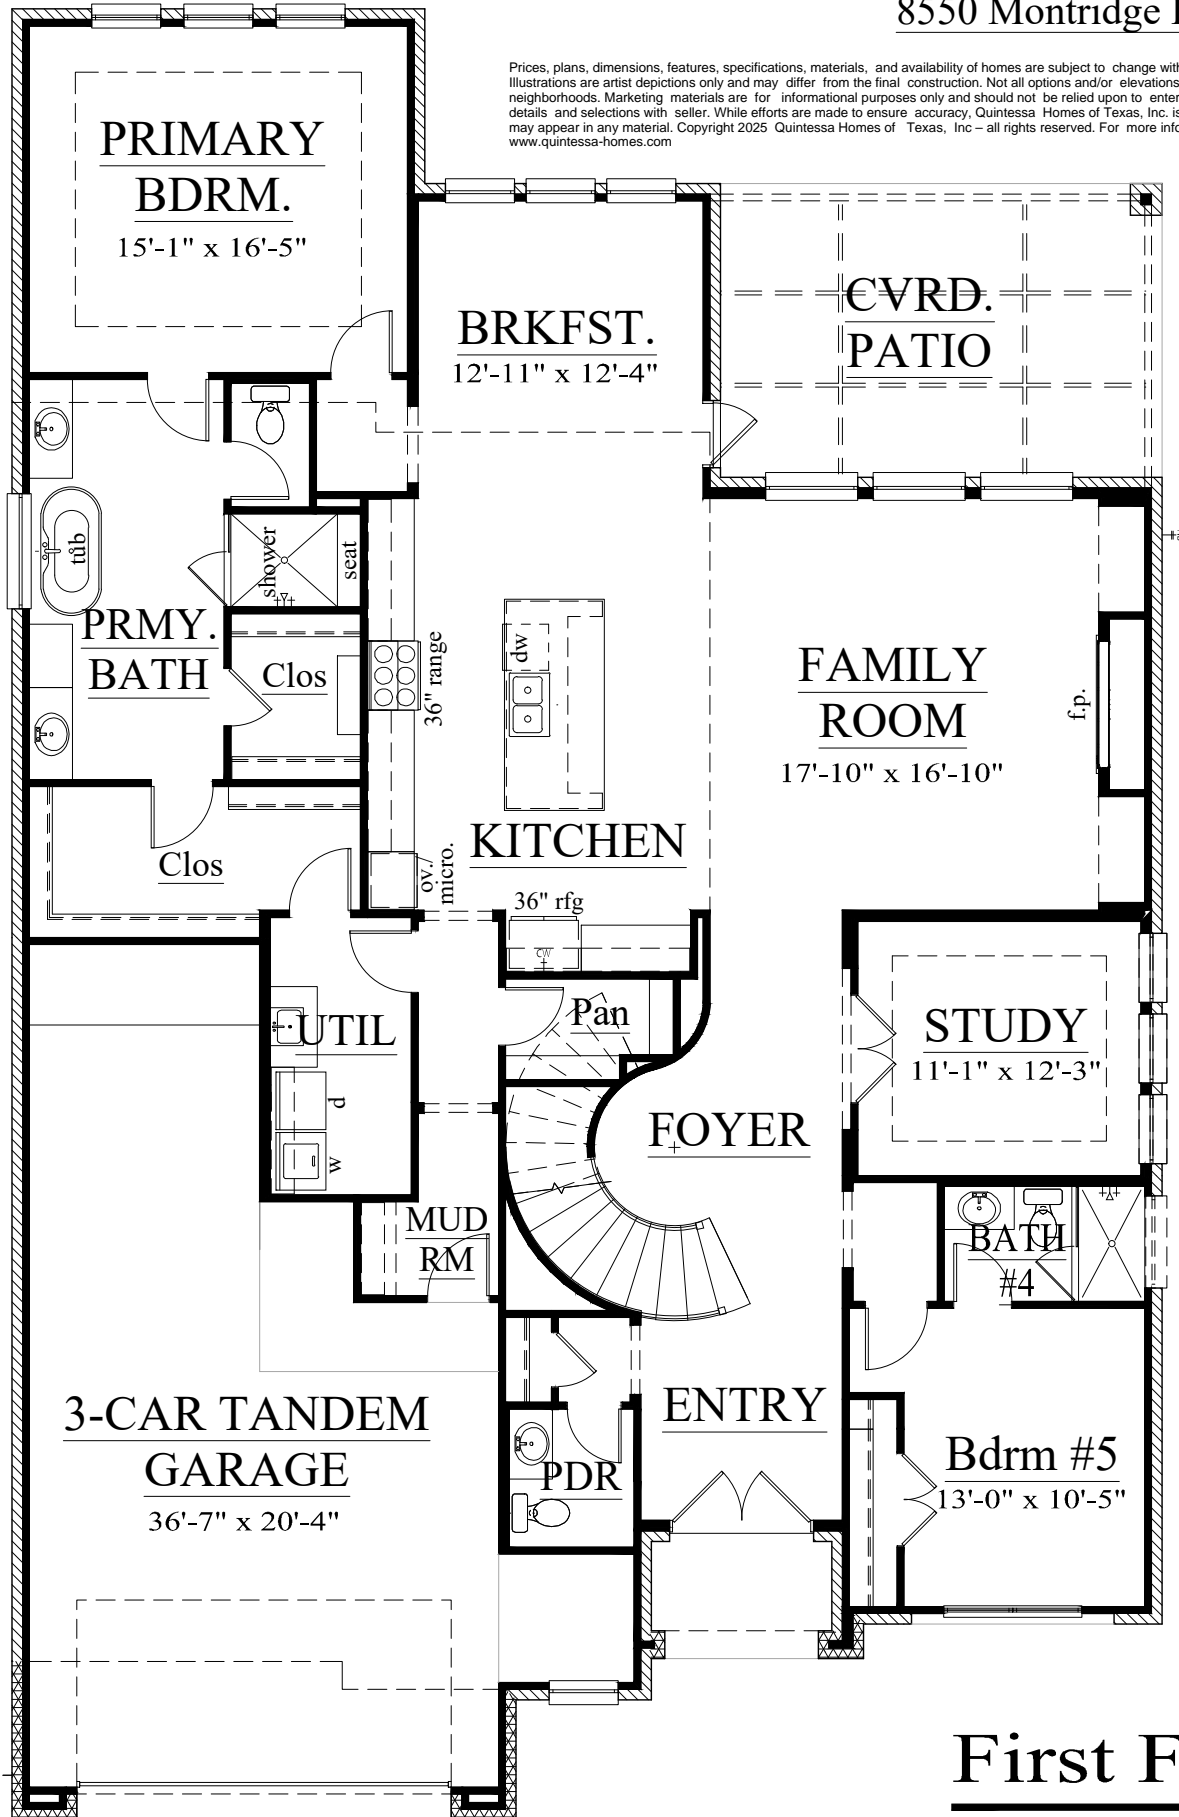 8550 Montridge
Prices, plans, dimensions, features, specifications, materials, and availability of homes are subject to change
Illustrations are artist depictions only and may differ from the final construction. Not all options and/or elevations
neighborhoods. Marketing materials are for informational purposes only and should not be relied upon to enter
details and selections with seller. While efforts are made to ensure accuracy, Quintessa Homes of Texas, Inc. is
may appear in any material. Copyright 2025 Quintessa Homes of Texas, Inc – all rights reserved. For more
www.quintessa-homes.com
PRIMARY
BDRM.
15'-1" x 16'-5"
BRKFST.
12'-11" x 12'-4"
CVRD.
PATIO
tub
shower
seat
PRMY.
BATH
Clos
36" range
dw
FAMILY
ROOM
17'-10" x 16'-10"
f.p.
KITCHEN
Clos
ov./
micro.
36" rfg
CW
UTIL
Pan
STUDY
11'-1" x 12'-3"
d
w
FOYER
MUD
RM
BATH
#4
3-CAR TANDEM
GARAGE
36'-7" x 20'-4"
ENTRY
PDR
Bdrm #5
13'-0" x 10'-5"
First